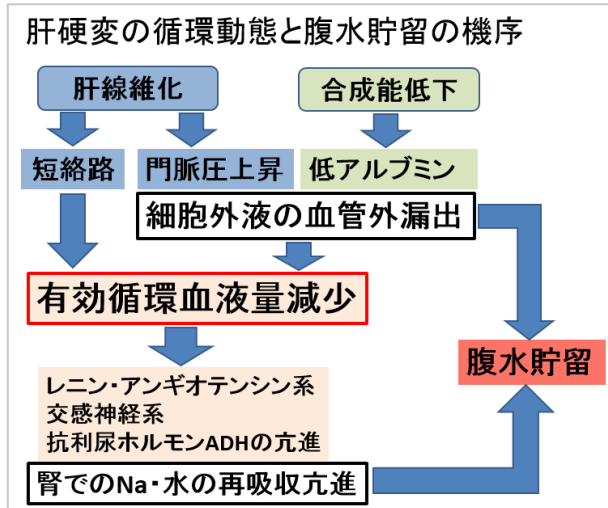 肝硬変の循環動態と腹水貯留の機序
肝線維化
合成能低下
短絡路
門脈圧上昇
低アルブミン
細胞外液の血管外漏出
有効循環血液量減少
腹水貯留
レニン・アンギオテンシン系
交感神経系
抗利尿ホルモンADHの亢進
腎でのNa・水の再吸収亢進